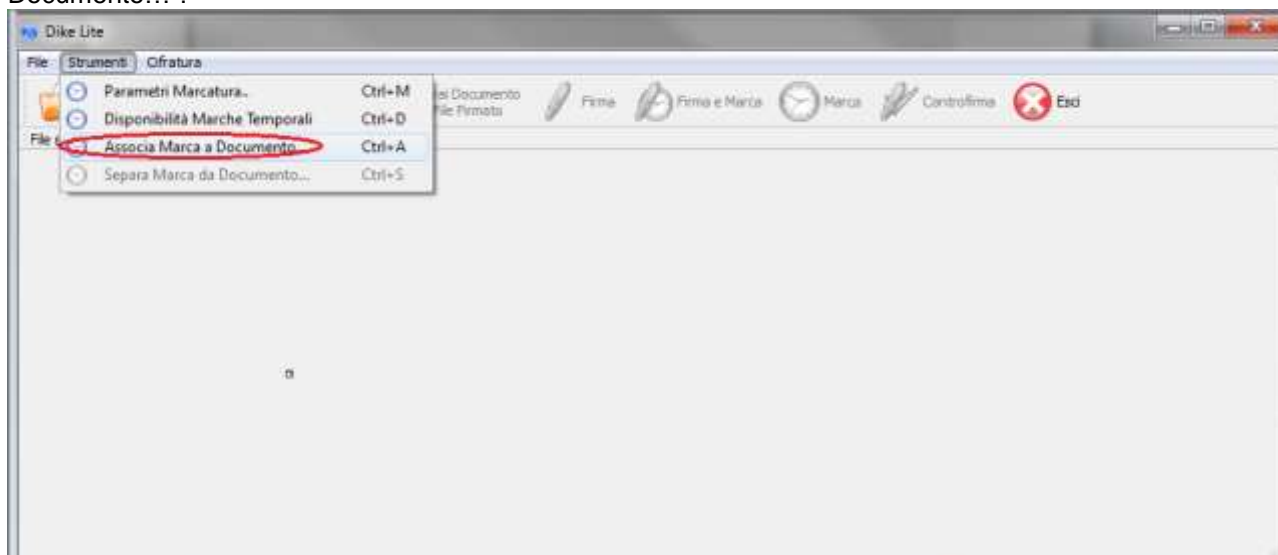 Documento…".
Dike Lite
File Strumenti Cifratura
Parametri Marcatura.. Ctrl+M
Disponibilità Marche Temporali Ctrl+D
Associa Marca a Documento Ctrl+A
Separa Marca da Documento... Ctrl+S
Documento
File Firmato
Firma
Firma e Marca
Marca
Controfirma
Esci
File